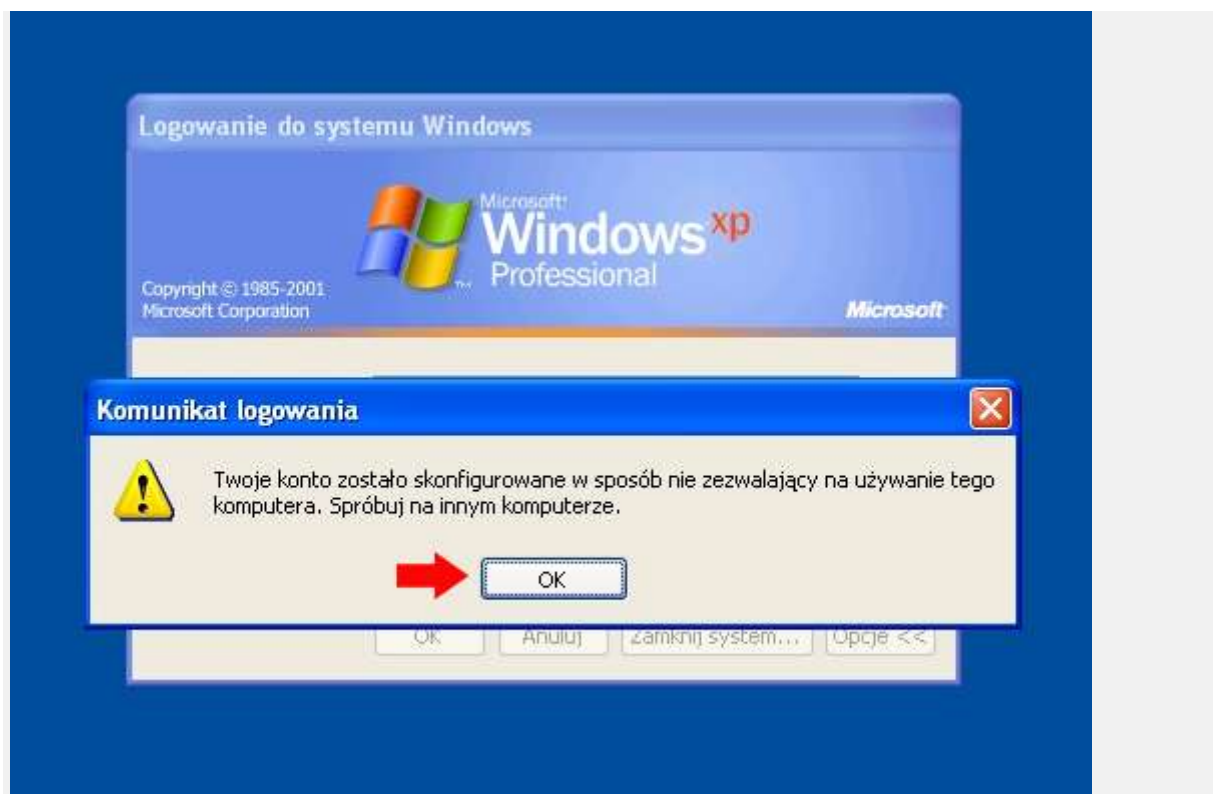 Logowanie do systemu Windows
Microsoft
Windows xp
Professional
Copyright © 1985-2001
Microsoft Corporation
Microsoft
Komunikat logowania
Twoje konto zostało skonfigurowane w sposób nie zezwalający na używanie tego
komputera. Spróbuj na innym komputerze.
OK
OK Anuluj Zamknij system... Opcje <<